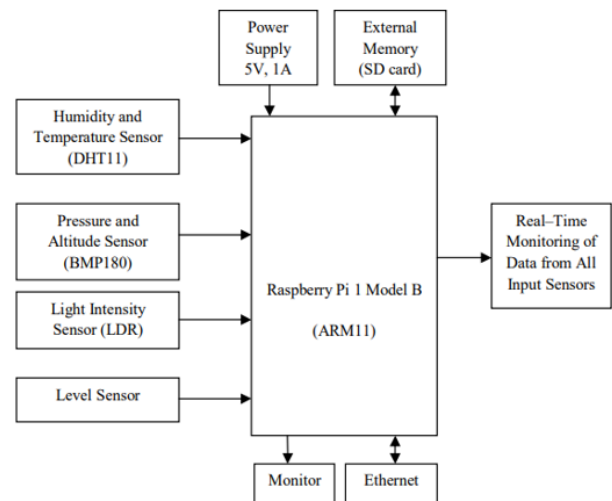 Power
Supply
5V, 1A
External
Memory
(SD card)
Humidity and
Temperature Sensor
(DHT11)
Pressure and
Altitude Sensor
(BMP180)
Light Intensity
Sensor (LDR)
Level Sensor
Raspberry Pi 1 Model B
(ARM11)
Real–Time
Monitoring of
Data from All
Input Sensors
Monitor
Ethernet